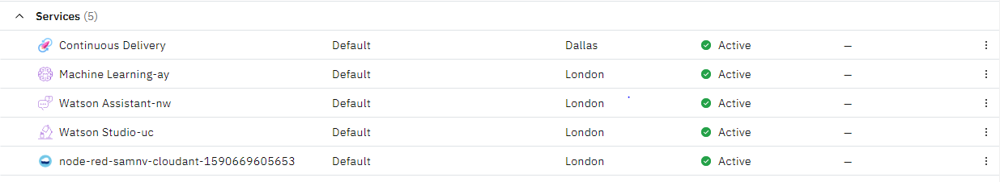 Services (5)
Continuous Delivery Default Dallas Active —
Machine Learning-ay Default London Active —
Watson Assistant-nw Default London Active —
Watson Studio-uc Default London Active —
node-red-samnv-cloudant-1590669605653 Default London Active —